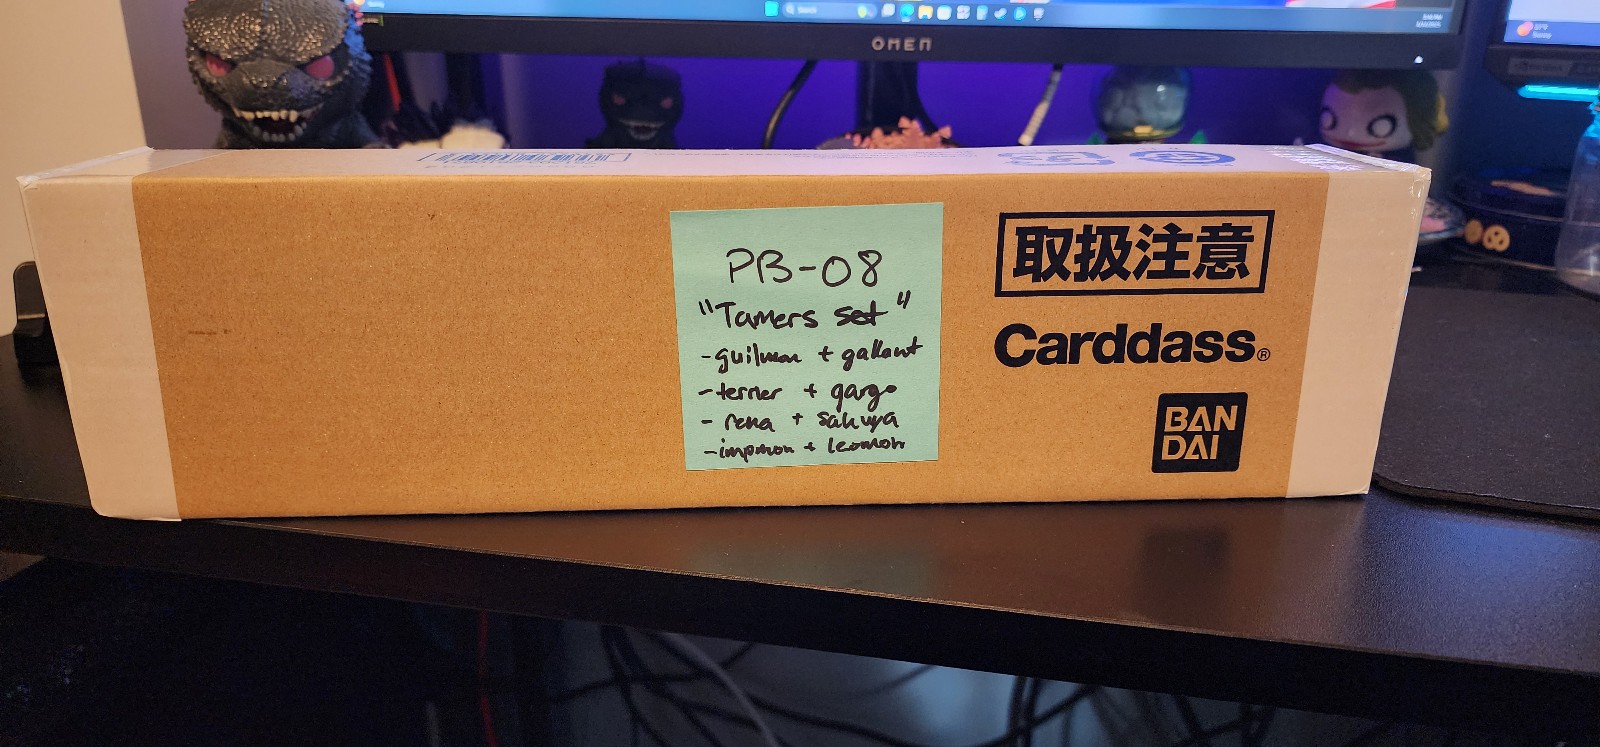 Search
OMEN
PB-08
"Tamers set"
-guilmon + gallant
-terrier + gargo
- rena + sakuya
-impmon + leomon
取扱注意
Carddass®
BAN
DAI